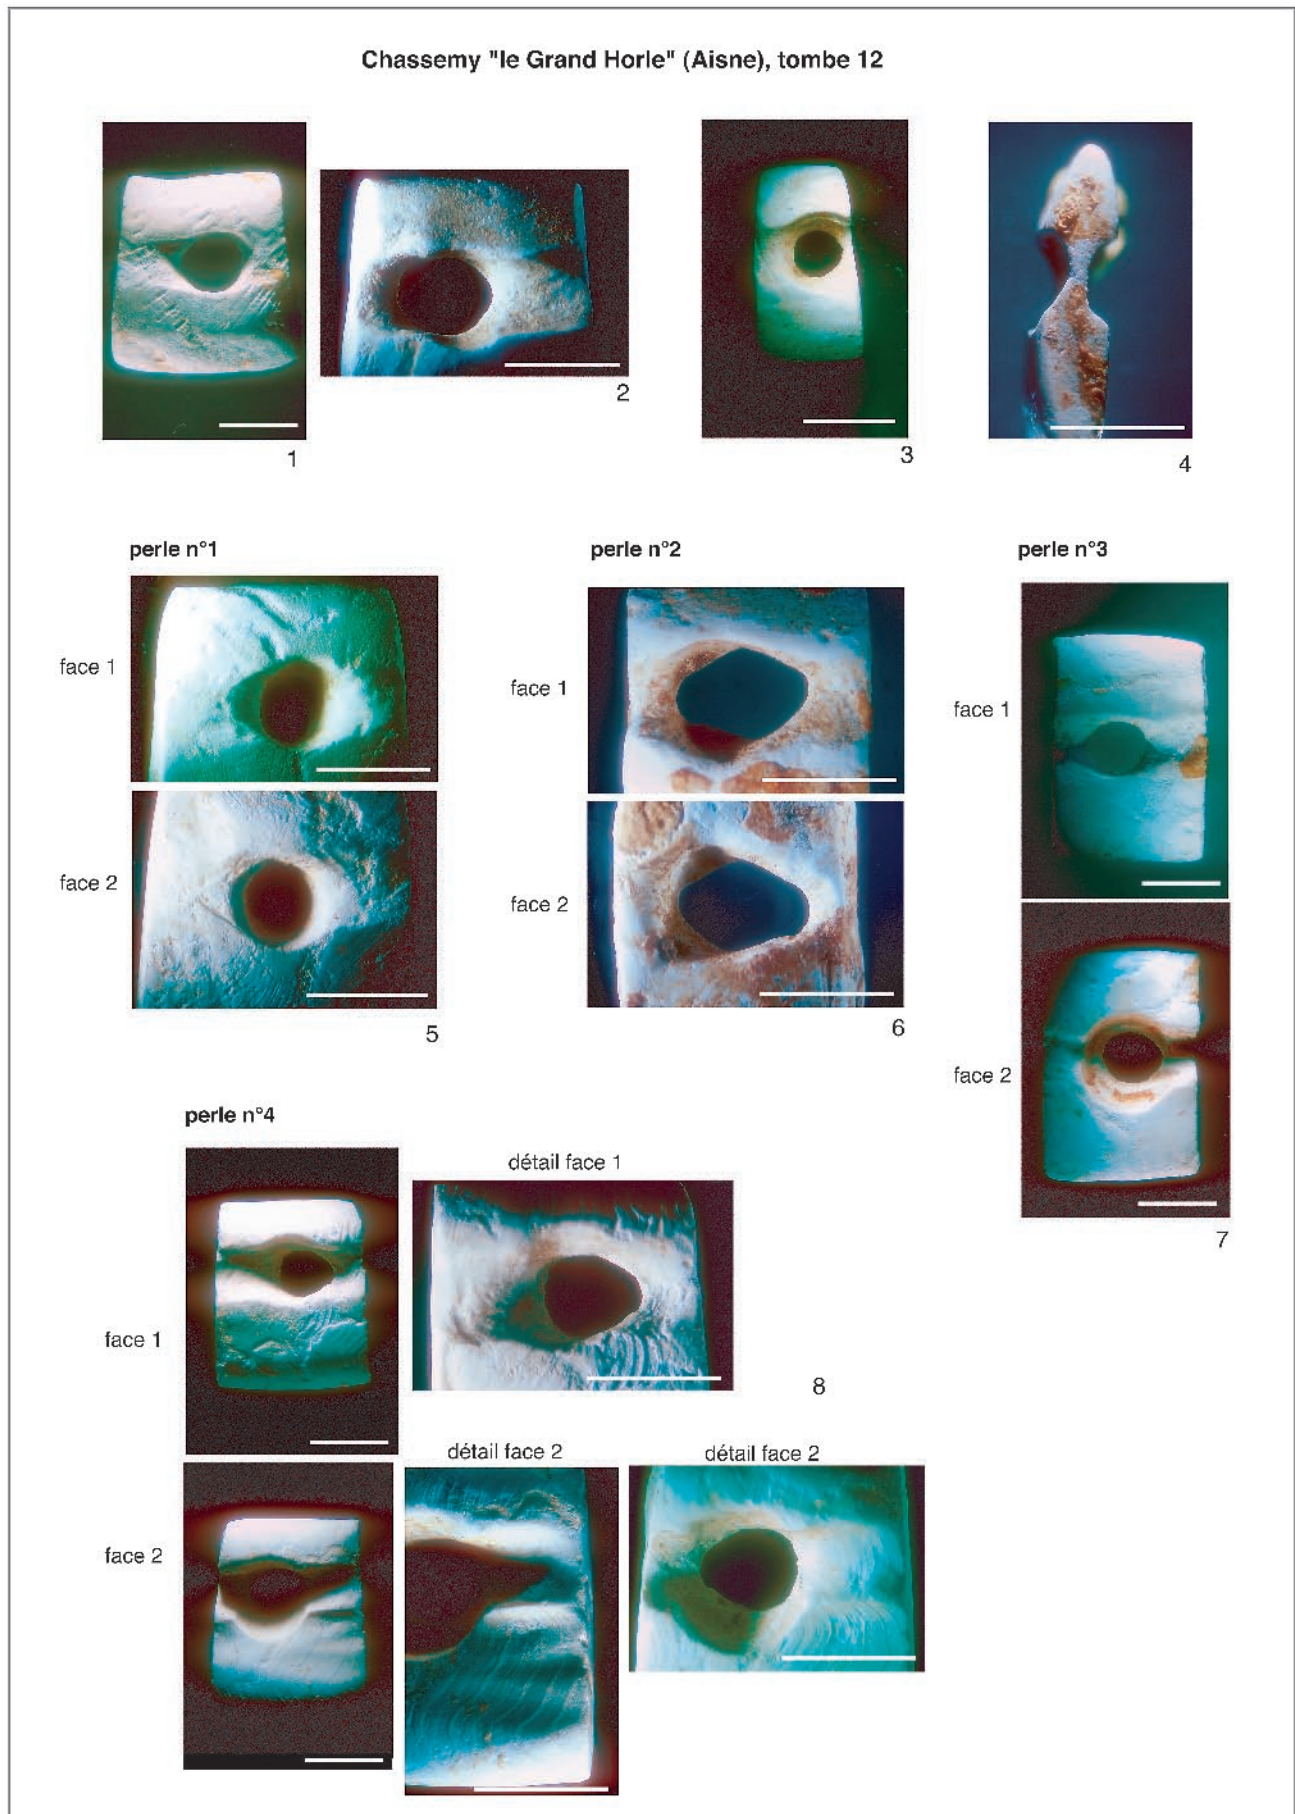 Chassemy "le Grand Horle" (Aisne), tombe 12
1
2
3
4
perle n°1
perle n°2
perle n°3
face 1
face 2
5
face 1
face 2
6
face 1
face 2
7
perle n°4
détail face 1
face 1
8
détail face 2
détail face 2
face 2